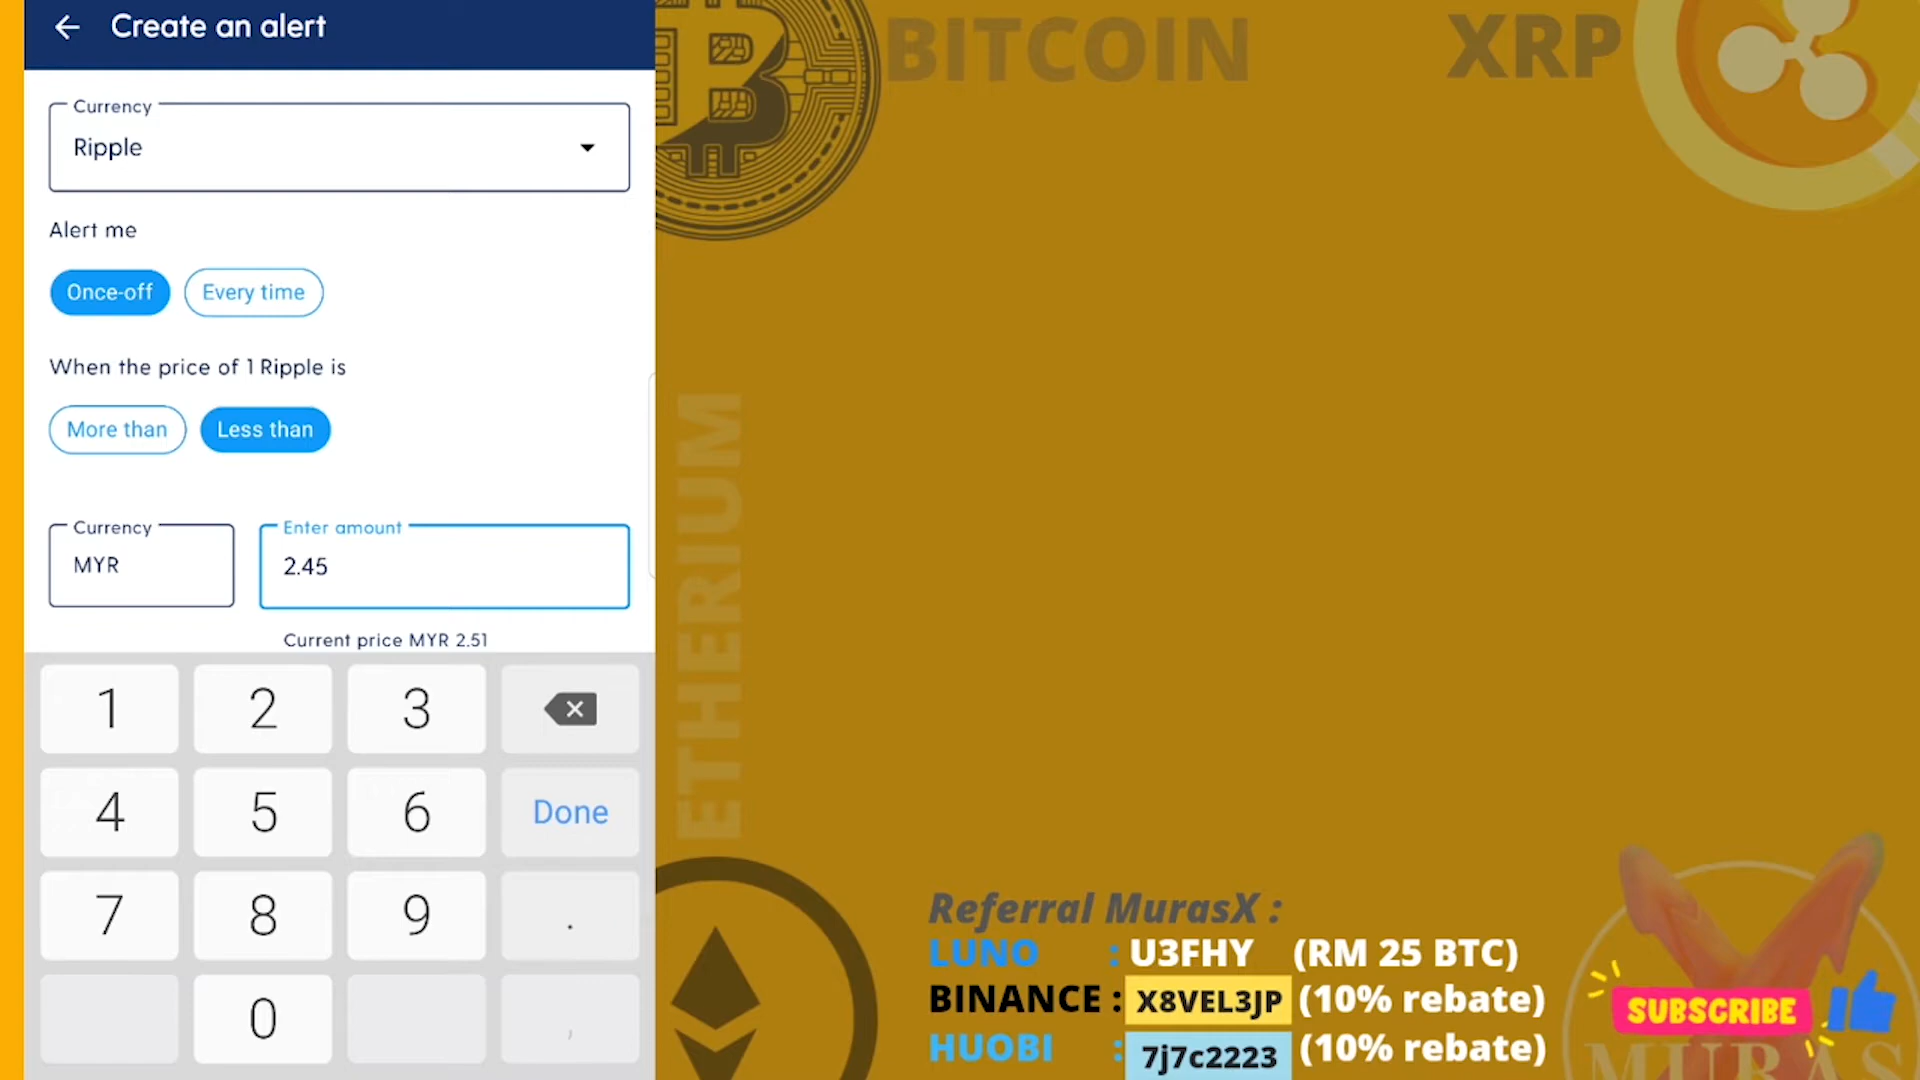 Create an alert
Currency
Ripple
Alert me
Once-off Every time
When the price of 1 Ripple is
More than Less than
Currency
MYR
Enter amount
2.45
Current price MYR 2.51
1 2 3
4 5 6 Done
7 8 9 .
0 ,
BITCOIN
XRP
ETHERIUM
Referral MurasX :
LUNO : U3FHY (RM 25 BTC)
BINANCE : X8VEL3JP (10% rebate)
HUOBI : 7j7c2223 (10% rebate)
SUBSCRIBE
MURAS